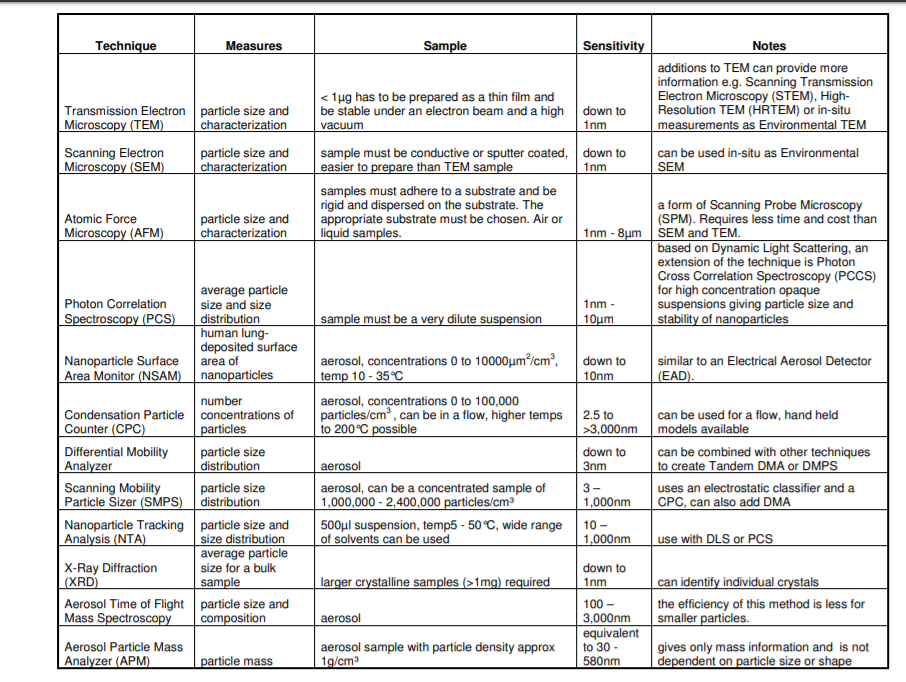 Technique Measures Sample Sensitivity Notes
Transmission Electron
Microscopy (TEM)
particle size and
characterization
< 1µg has to be prepared as a thin film and
be stable under an electron beam and a high
vacuum
down to
1nm
additions to TEM can provide more
information e.g. Scanning Transmission
Electron Microscopy (STEM), High-
Resolution TEM (HRTEM) or in-situ
measurements as Environmental TEM
Scanning Electron
Microscopy (SEM)
particle size and
characterization
sample must be conductive or sputter coated,
easier to prepare than TEM sample
down to
1nm
can be used in-situ as Environmental
SEM
Atomic Force
Microscopy (AFM)
particle size and
characterization
samples must adhere to a substrate and be
rigid and dispersed on the substrate. The
appropriate substrate must be chosen. Air or
liquid samples.
1nm - 8µm
a form of Scanning Probe Microscopy
(SPM). Requires less time and cost than
SEM and TEM.
Photon Correlation
Spectroscopy (PCS)
average particle
size and size
distribution
sample must be a very dilute suspension
1nm -
10µm
based on Dynamic Light Scattering, an
extension of the technique is Photon
Cross Correlation Spectroscopy (PCCS)
for high concentration opaque
suspensions giving particle size and
stability of nanoparticles
Nanoparticle Surface
Area Monitor (NSAM)
human lung-
deposited surface
area of
nanoparticles
aerosol, concentrations 0 to 10000µm²/cm³,
temp 10 - 35°C
down to
10nm
similar to an Electrical Aerosol Detector
(EAD).
Condensation Particle
Counter (CPC)
number
concentrations of
particles
aerosol, concentrations 0 to 100,000
particles/cm³ , can be in a flow, higher temps
to 200°C possible
2.5 to
>3,000nm
can be used for a flow, hand held
models available
Differential Mobility
Analyzer
particle size
distribution
aerosol
down to
3nm
can be combined with other techniques
to create Tandem DMA or DMPS
Scanning Mobility
Particle Sizer (SMPS)
particle size
distribution
aerosol, can be a concentrated sample of
1,000,000 - 2,400,000 particles/cm³
3 –
1,000nm
uses an electrostatic classifier and a
CPC, can also add DMA
Nanoparticle Tracking
Analysis (NTA)
particle size and
size distribution
500µl suspension, temp5 - 50°C, wide range
of solvents can be used
10 –
1,000nm
use with DLS or PCS
X-Ray Diffraction
(XRD)
average particle
size for a bulk
sample
larger crystalline samples (>1mg) required
down to
1nm
can identify individual crystals
Aerosol Time of Flight
Mass Spectroscopy
particle size and
composition
aerosol
100 –
3,000nm
the efficiency of this method is less for
smaller particles.
Aerosol Particle Mass
Analyzer (APM)
particle mass
aerosol sample with particle density approx
1g/cm³
equivalent
to 30 -
580nm
gives only mass information and is not
dependent on particle size or shape